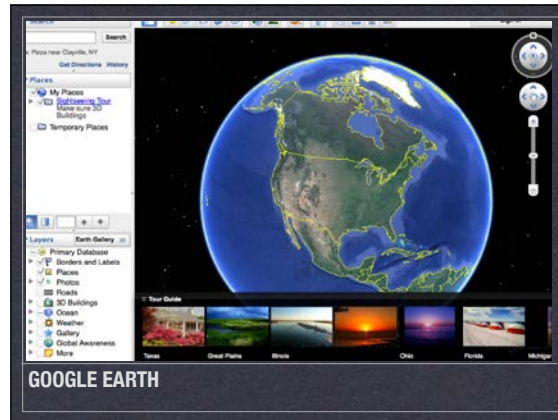 Search
Search
Pizza near Clayville, NY
Get Directions History
Places
My Places
Sightseeing Tour
Make sure 3D
Buildings
Temporary Places
Layers
Earth Gallery >>
Primary Database
Borders and Labels
Places
Photos
Roads
3D Buildings
Ocean
Weather
Gallery
Global Awareness
More
Tour Guide
Texas
Great Plains
Illinois
Ohio
Florida
Michigan
GOOGLE EARTH